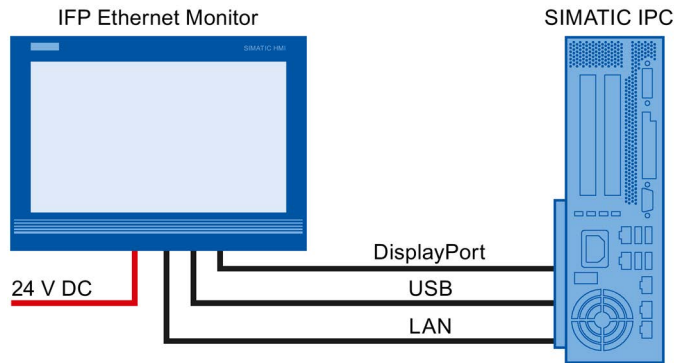 IFP Ethernet Monitor
SIMATIC IPC
SIMATIC HMI
DisplayPort
24 V DC
USB
LAN